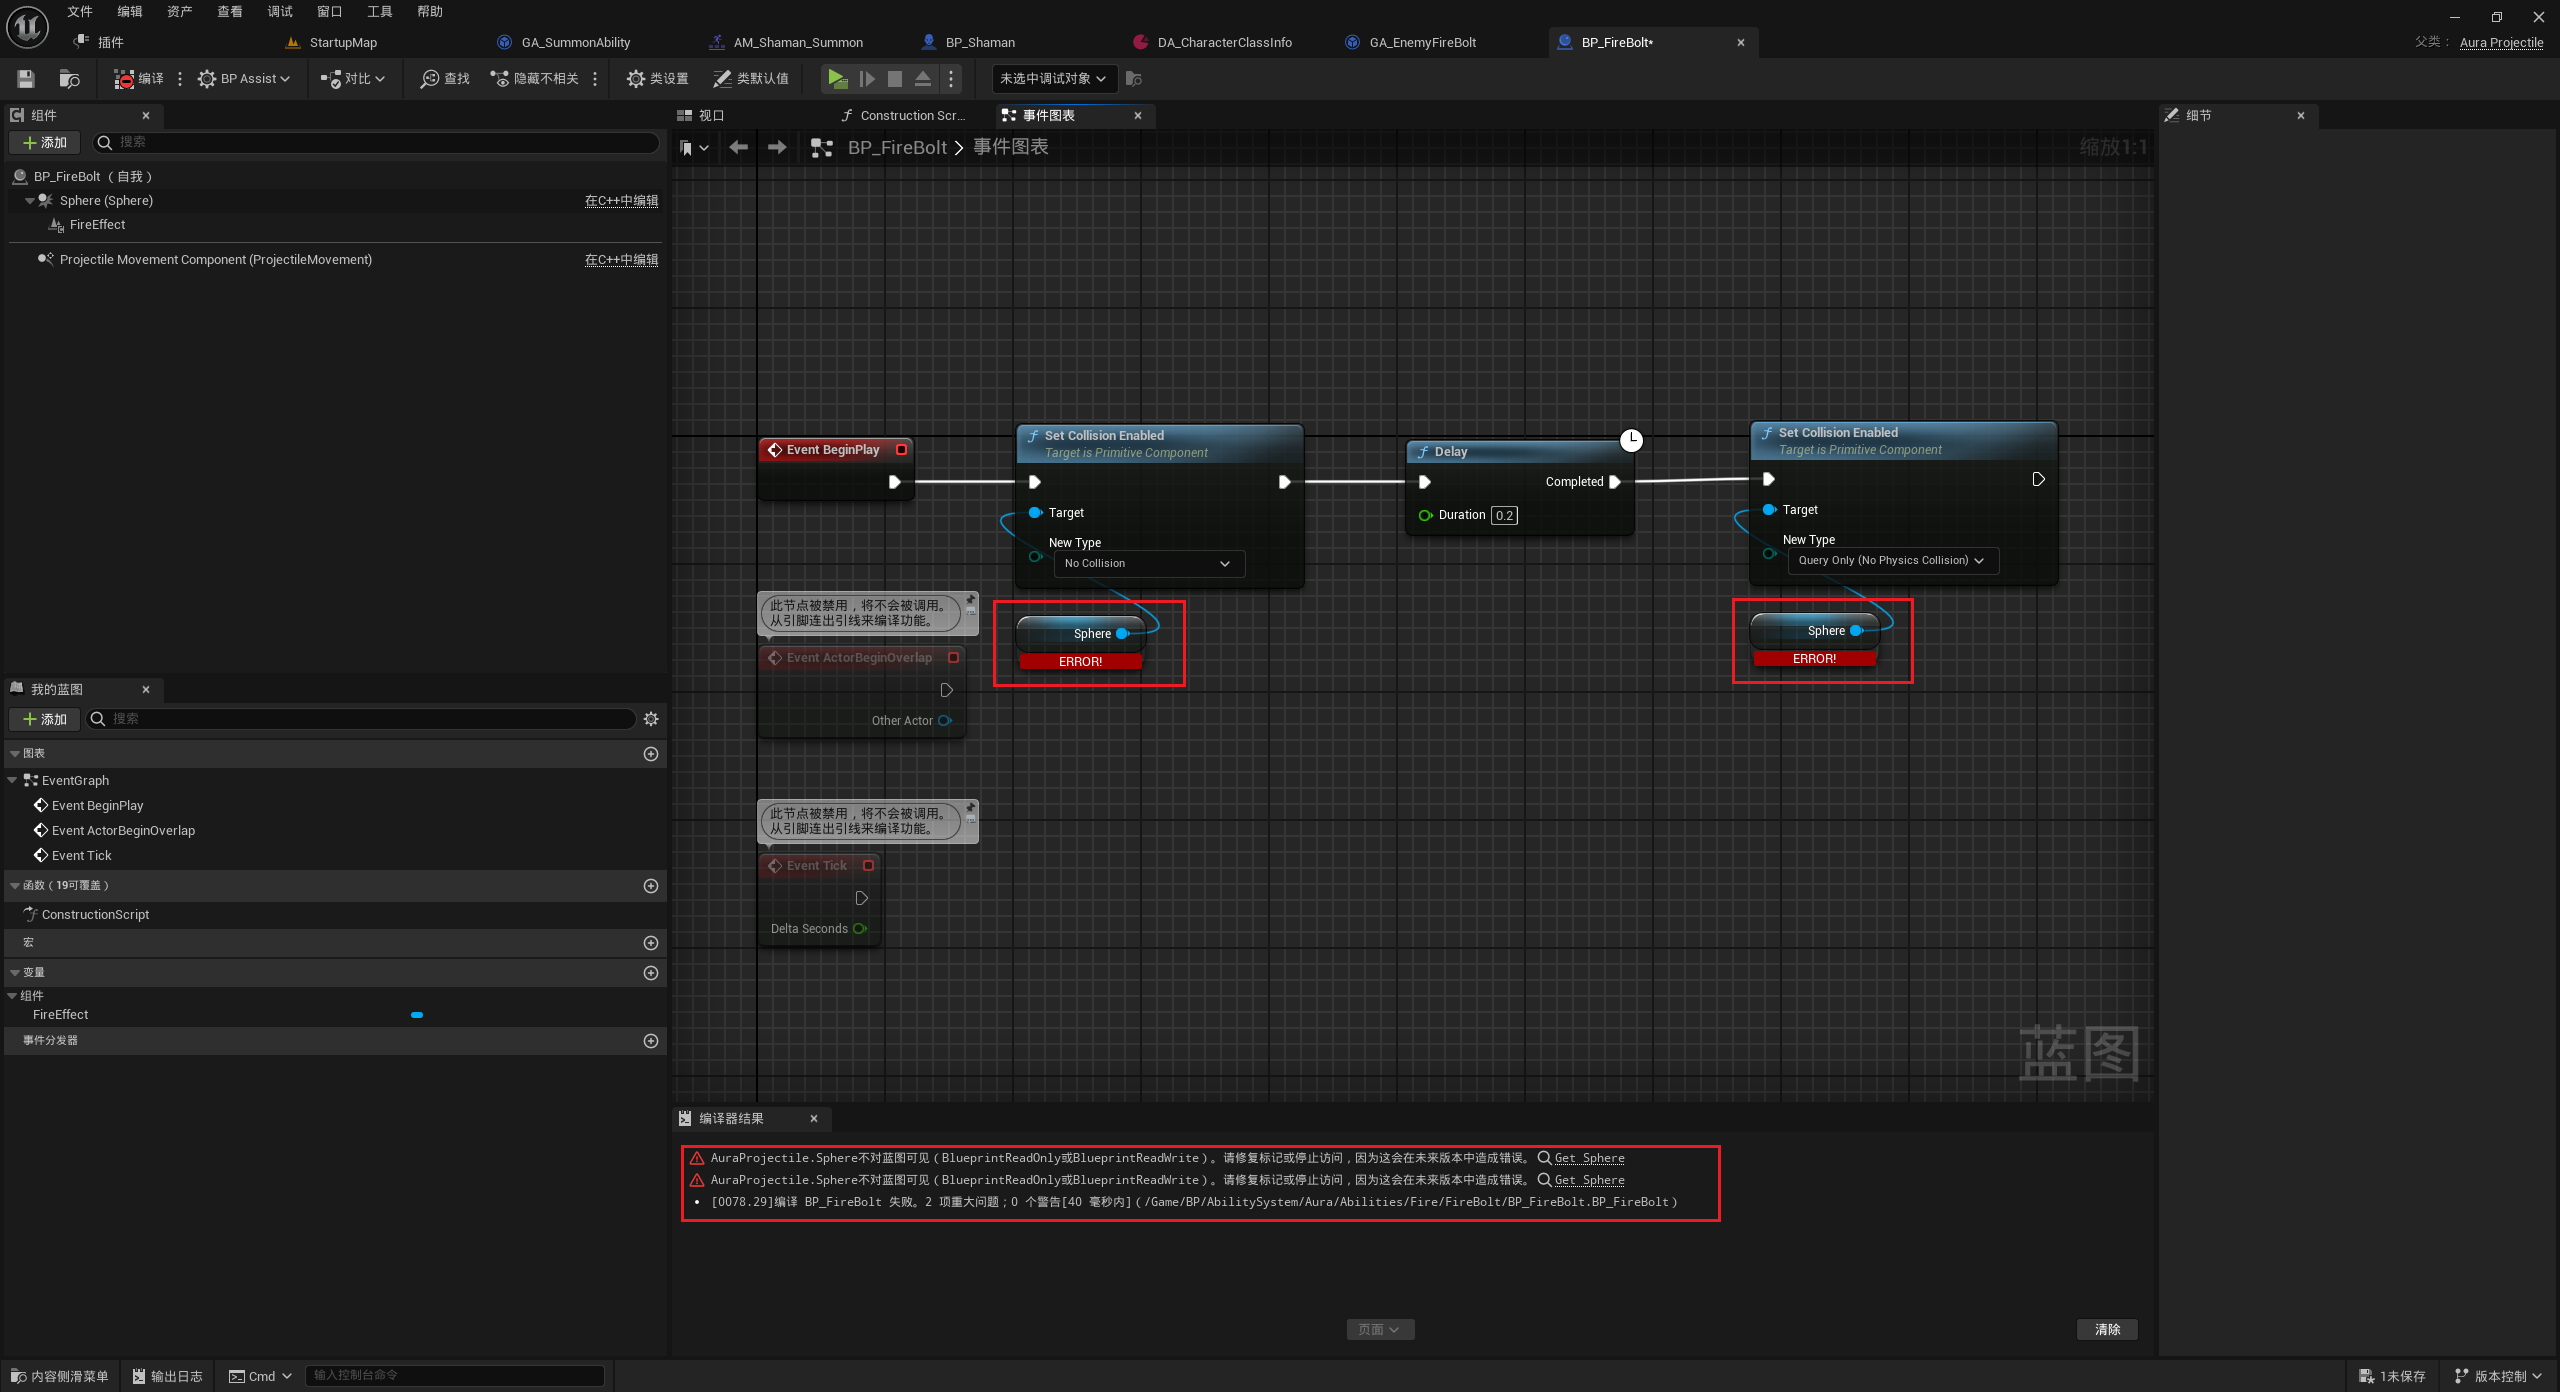 文件 编辑 资产 查看 调试 窗口 工具 帮助
插件 StartupMap GA_SummonAbility AM_Shaman_Summon BP_Shaman DA_CharacterClassInfo GA_EnemyFireBolt BP_FireBolt* 父类： Aura Projectile
编译 BP Assist 对比 查找 隐藏不相关 类设置 类默认值 未选中调试对象
组件
添加 搜索
BP_FireBolt （自我）
Sphere (Sphere) 在C++中编辑
FireEffect
Projectile Movement Component (ProjectileMovement) 在C++中编辑
我的蓝图
添加 搜索
图表
EventGraph
Event BeginPlay
Event ActorBeginOverlap
Event Tick
函数（19可覆盖）
ConstructionScript
宏
变量
组件
FireEffect
事件分发器
视口 Construction Scr... 事件图表
BP_FireBolt > 事件图表 缩放1:1
Event BeginPlay
Set Collision Enabled
Target is Primitive Component
Target
New Type
No Collision
Sphere
ERROR!
Delay
Completed
Duration 0.2
Set Collision Enabled
Target is Primitive Component
Target
New Type
Query Only (No Physics Collision)
Sphere
ERROR!
此节点被禁用，将不会被调用。
从引脚连出引线来编译功能。
Event ActorBeginOverlap
Other Actor
此节点被禁用，将不会被调用。
从引脚连出引线来编译功能。
Event Tick
Delta Seconds
蓝图
编译器结果
AuraProjectile.Sphere不对蓝图可见（BlueprintReadOnly或BlueprintReadWrite）。请修复标记或停止访问，因为这会在未来版本中造成错误。 Get Sphere
AuraProjectile.Sphere不对蓝图可见（BlueprintReadOnly或BlueprintReadWrite）。请修复标记或停止访问，因为这会在未来版本中造成错误。 Get Sphere
• [0078.29]编译 BP_FireBolt 失败。2 项重大问题；0 个警告[40 毫秒内]（/Game/BP/AbilitySystem/Aura/Abilities/Fire/FireBolt/BP_FireBolt.BP_FireBolt）
页面 清除
细节
内容侧滑菜单 输出日志 Cmd 输入控制台命令 1未保存 版本控制